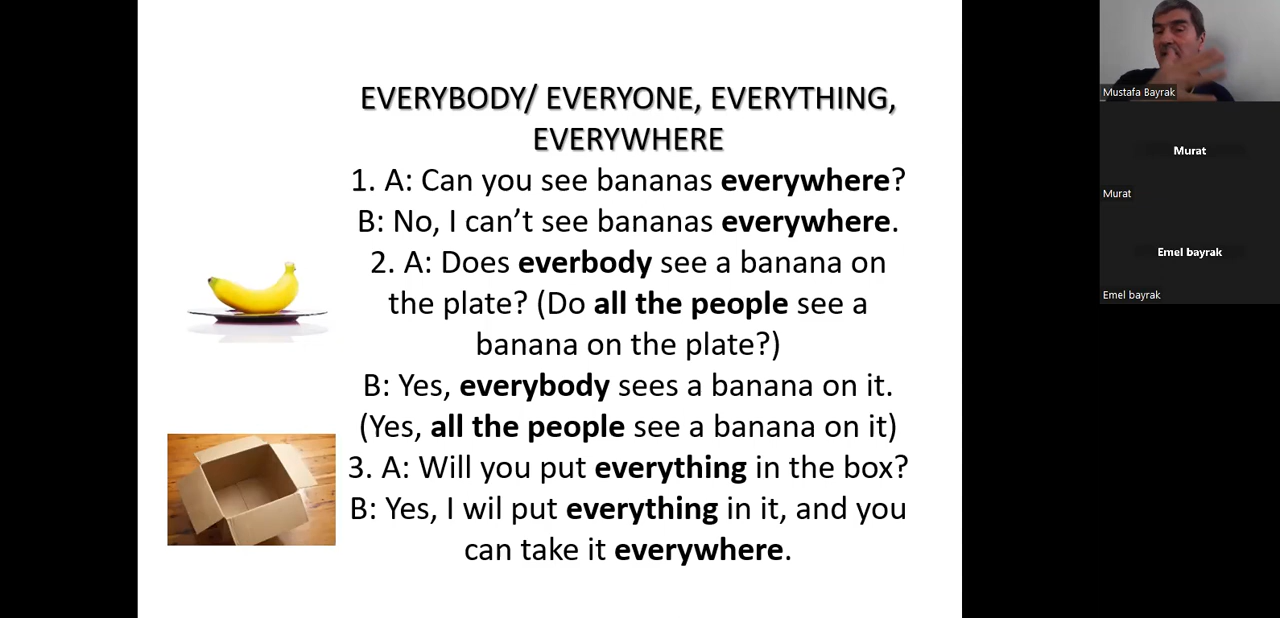 EVERYBODY/ EVERYONE, EVERYTHING,
EVERYWHERE
1. A: Can you see bananas everywhere?
B: No, I can’t see bananas everywhere.
2. A: Does everbody see a banana on
the plate? (Do all the people see a
banana on the plate?)
B: Yes, everybody sees a banana on it.
(Yes, all the people see a banana on it)
3. A: Will you put everything in the box?
B: Yes, I wil put everything in it, and you
can take it everywhere.
Mustafa Bayrak
Murat
Murat
Emel bayrak
Emel bayrak